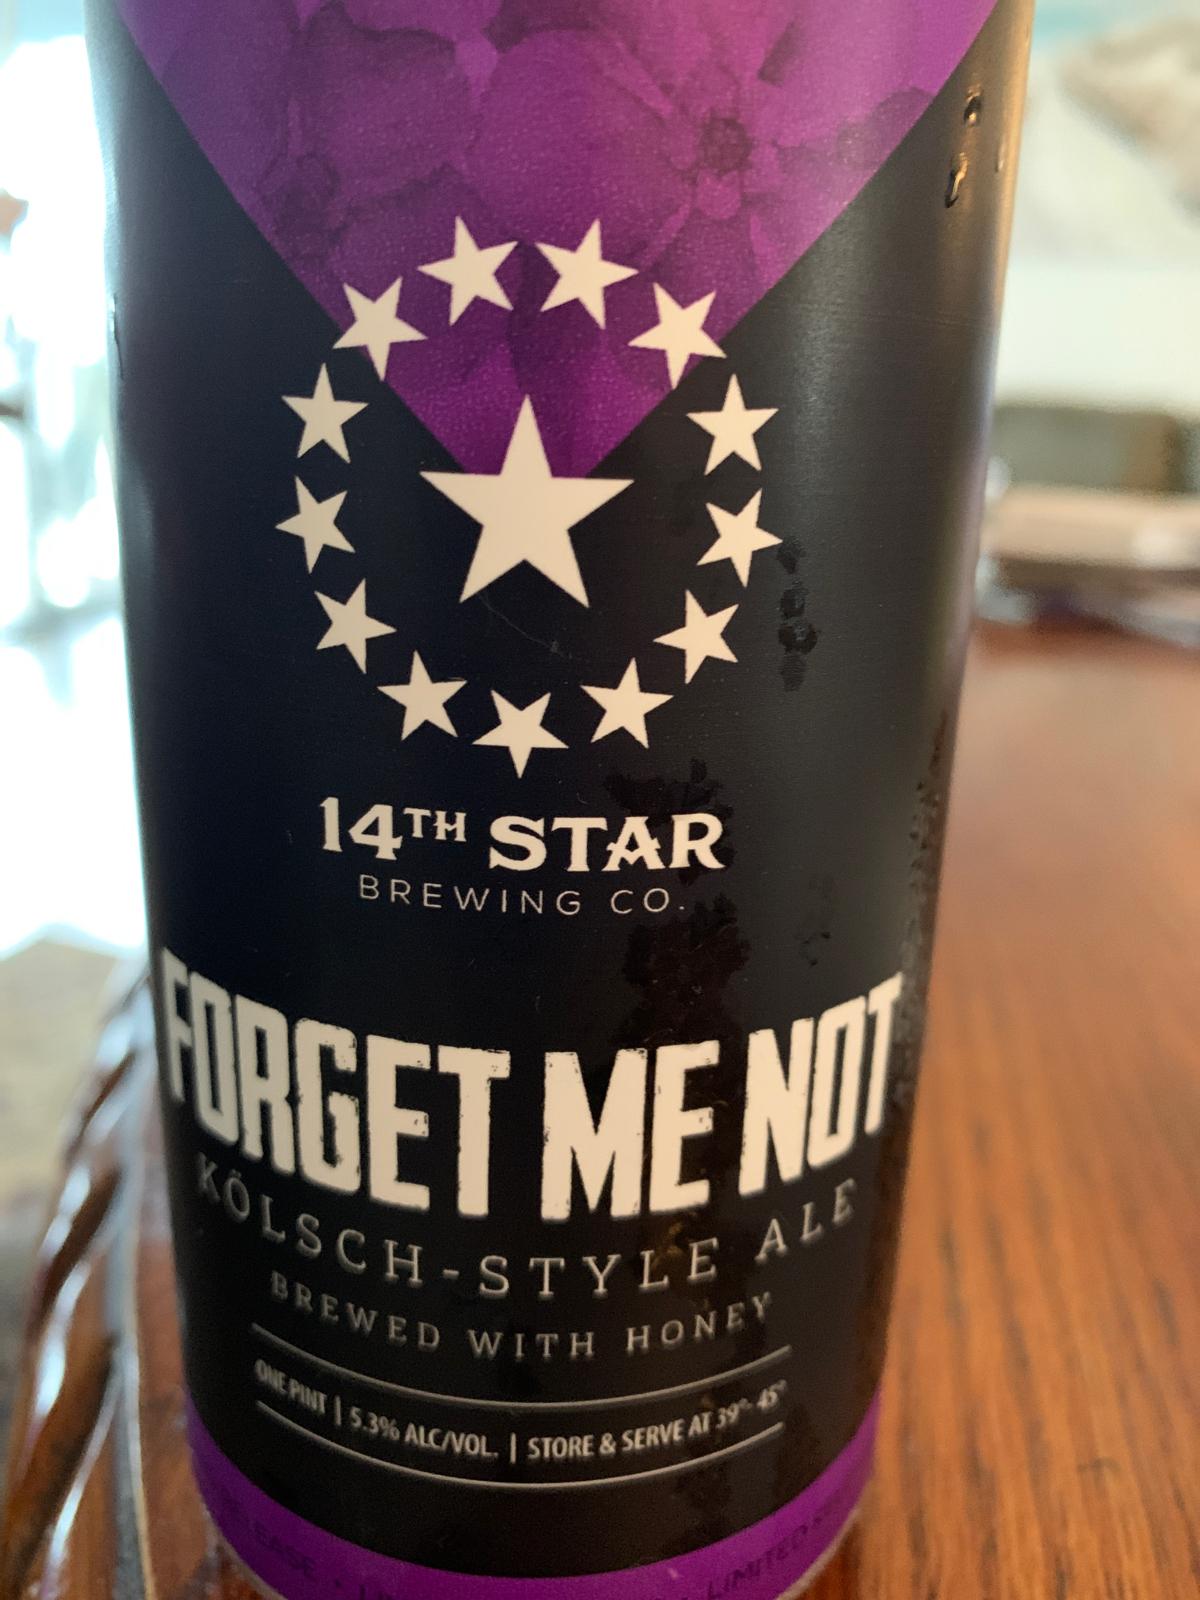 14TH STAR
BREWING CO.
FORGET ME NOT
KÖLSCH-STYLE ALE
BREWED WITH HONEY
ONE PINT | 5.3% ALC/VOL. | STORE & SERVE AT 39°- 45°
LIMITED